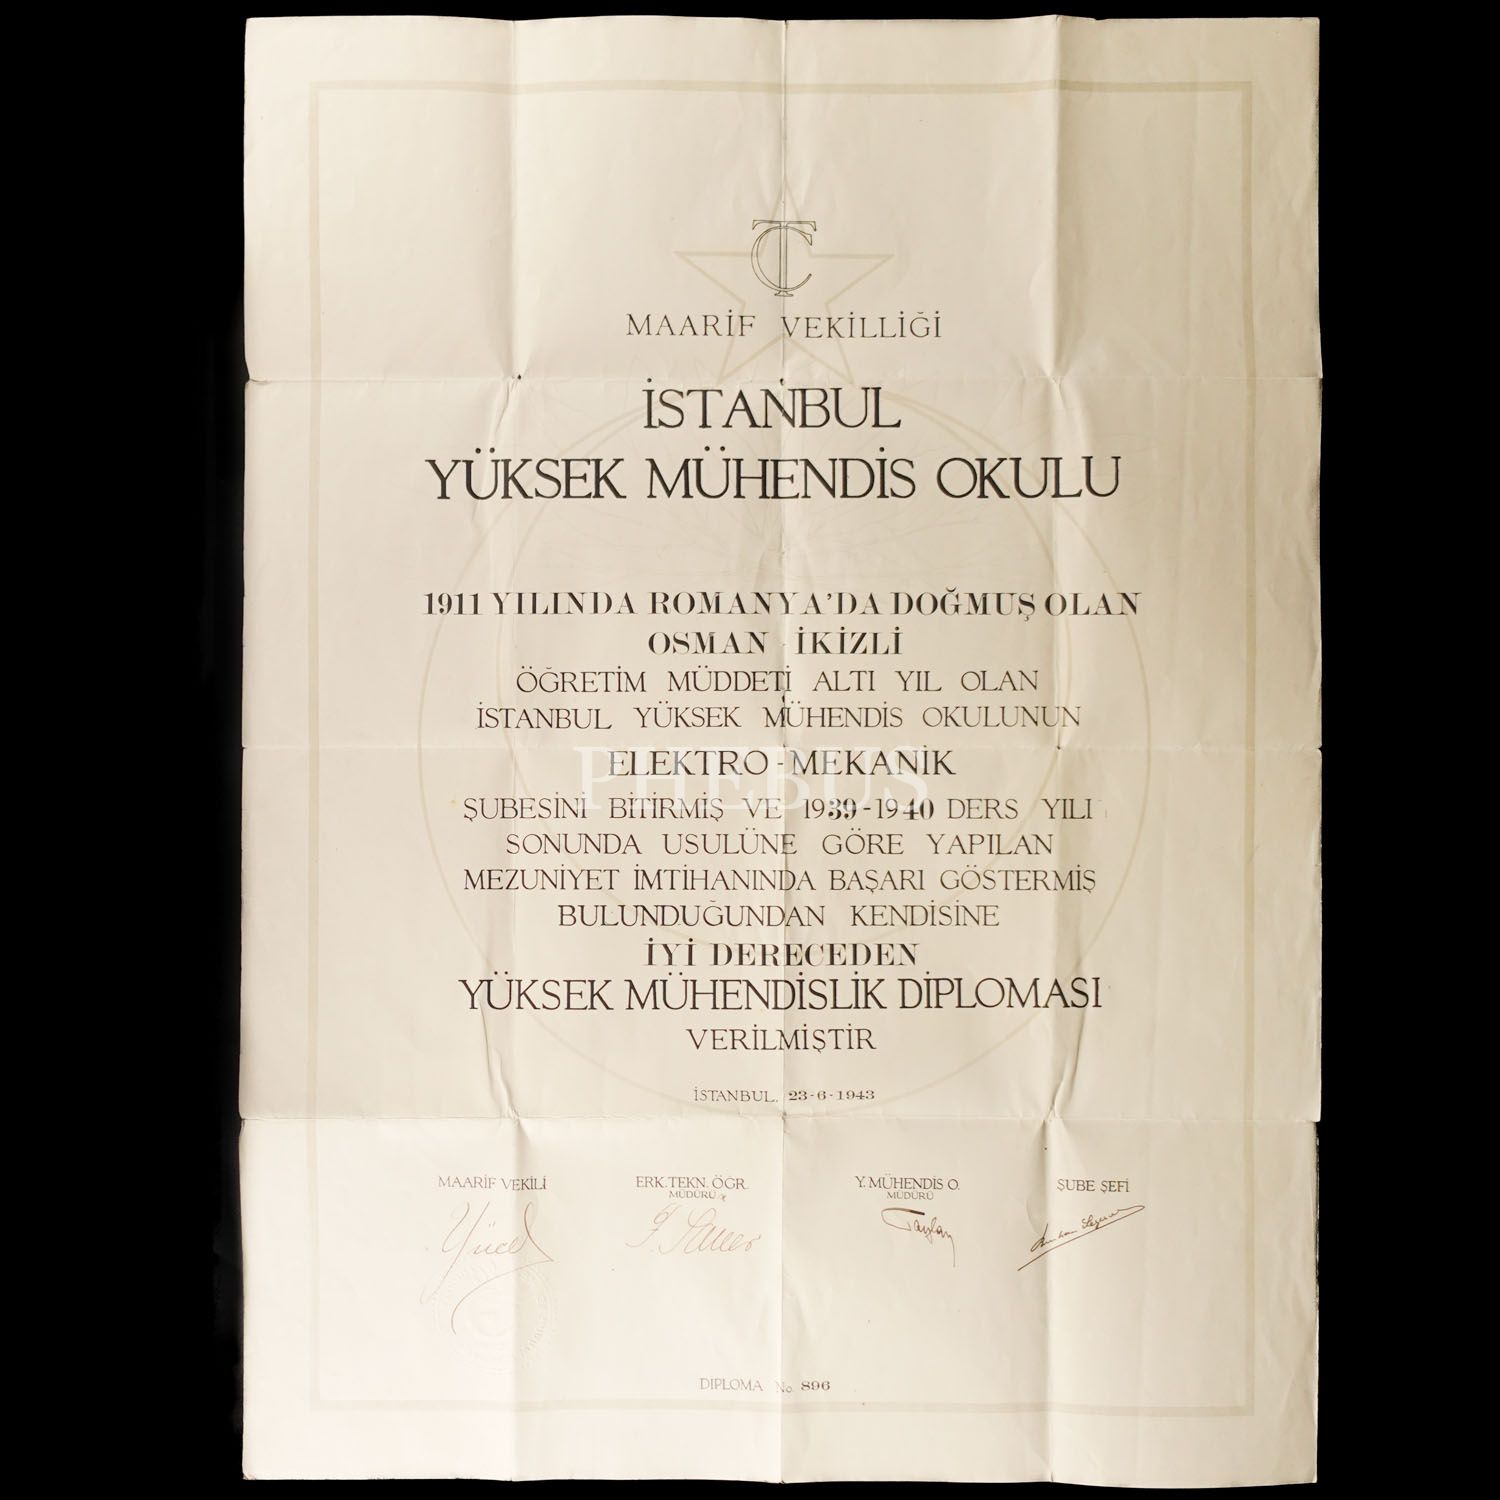 TC
MAARİF VEKİLLİĞİ
İSTANBUL
YÜKSEK MÜHENDİS OKULU
1911 YILINDA ROMANYA'DA DOĞMUŞ OLAN
OSMAN İKİZLİ
ÖĞRETİM MÜDDETİ ALTI YIL OLAN
İSTANBUL YÜKSEK MÜHENDİS OKULUNUN
ELEKTRO-MEKANİK
PHEBUS
ŞUBESİNİ BİTİRMİŞ VE 1939-1940 DERS YILI
SONUNDA USULÜNE GÖRE YAPILAN
MEZUNİYET İMTİHANINDA BAŞARI GÖSTERMİŞ
BULUNDUĞUNDAN KENDİSİNE
İYİ DERECEDEN
YÜKSEK MÜHENDİSLİK DİPLOMASI
VERİLMİŞTİR
İSTANBUL, 23-6-1943
MAARİF VEKİLİ ERK.TEKN.ÖĞR. Y. MÜHENDİS O. ŞUBE ŞEFİ
MÜDÜRÜ MÜDÜRÜ
Yücel Taylan
DİPLOMA No. 896